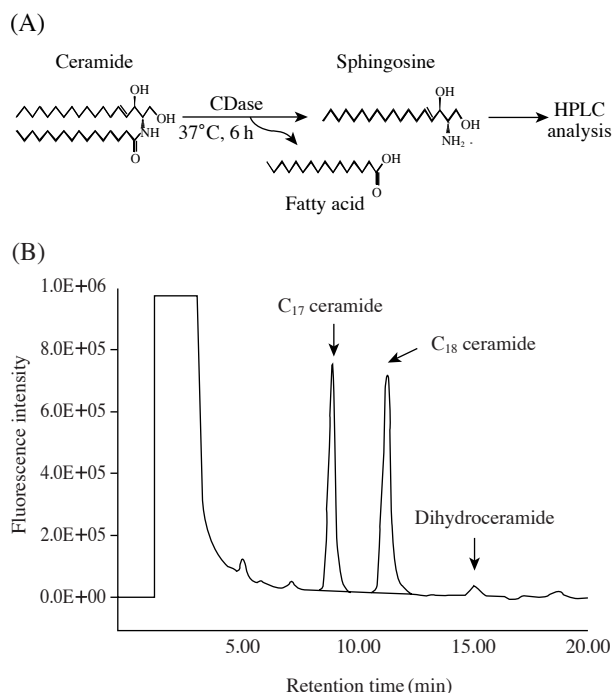 (A)
Ceramide
Sphingosine
OH
OH
NH
O
CDase
37°C, 6 h
OH
OH
NH₂ .
HPLC
analysis
OH
O
Fatty acid
(B)
Fluorescence intensity
1.0E+06
8.0E+05
6.0E+05
4.0E+05
2.0E+05
0.0E+00
C₁₇ ceramide
C₁₈ ceramide
Dihydroceramide
5.00 10.00 15.00 20.00
Retention time (min)